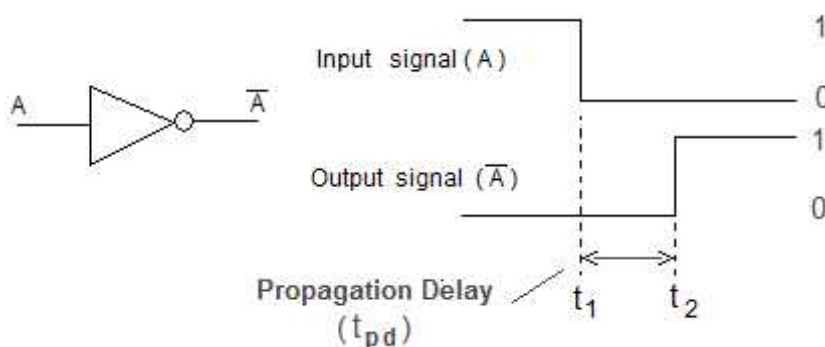 A
A̅
Input signal (A)
1
0
Output signal (A̅)
1
0
Propagation Delay
(tpd)
t1
t2